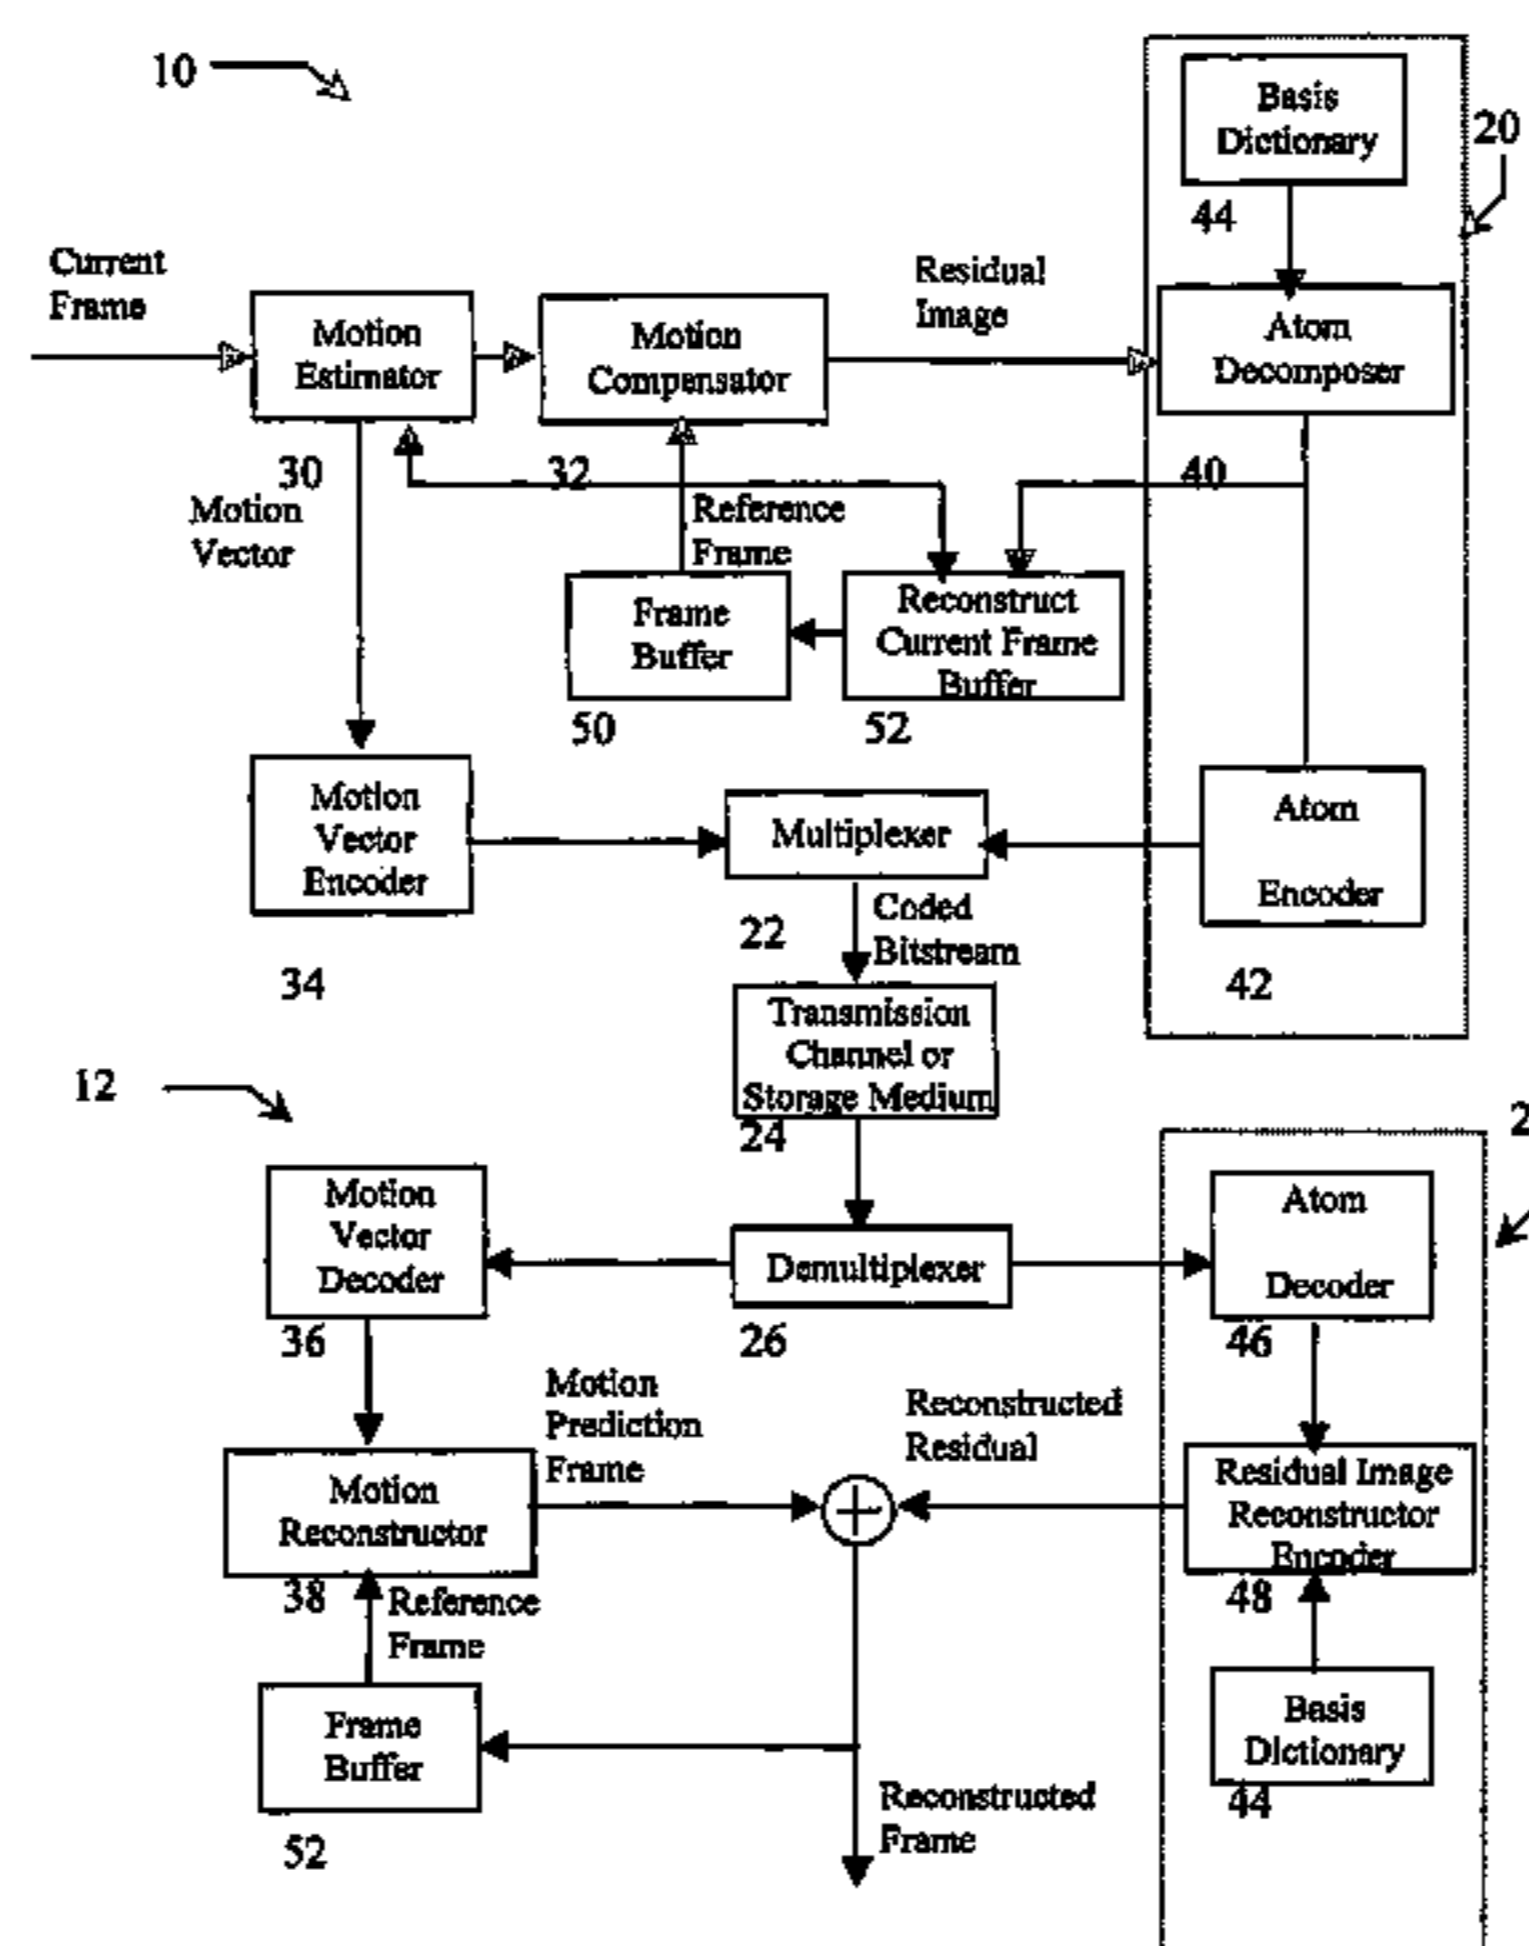 10
Basis
Dictionary
20
44
Current
Frame
Residual
Image
Motion
Estimator
Motion
Compensator
Atom
Decomposer
30
32
40
Motion
Vector
Reference
Frame
Frame
Buffer
Reconstruct
Current Frame
Buffer
50
52
Motion
Vector
Encoder
Multiplexer
Atom
Encoder
22
Coded
Bitstream
34
42
Transmission
Channel or
Storage Medium
24
12
2
Motion
Vector
Decoder
Demultiplexer
Atom
Decoder
36
26
46
Motion
Prediction
Frame
Reconstructed
Residual
Motion
Reconstructor
Residual Image
Reconstructor
Encoder
38
48
Reference
Frame
Frame
Buffer
Basis
Dictionary
44
52
Reconstructed
Frame